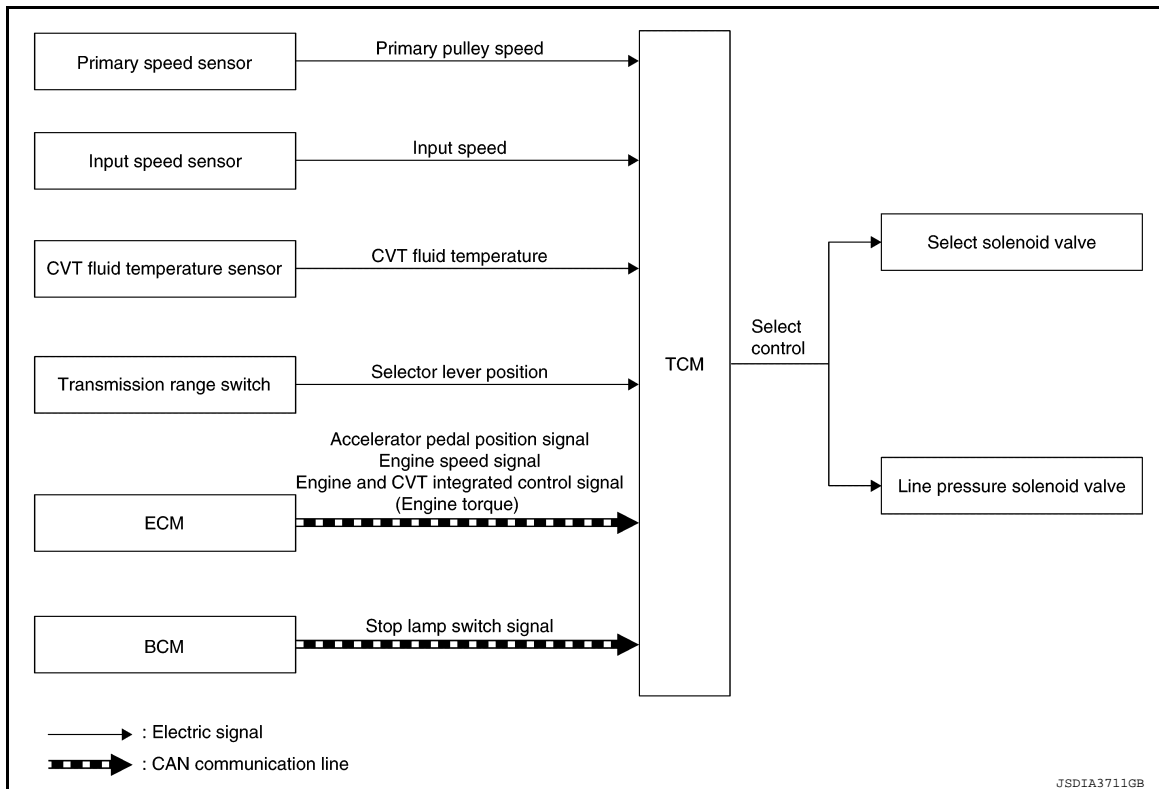 Primary speed sensor
Primary pulley speed
Input speed sensor
Input speed
CVT fluid temperature sensor
CVT fluid temperature
Transmission range switch
Selector lever position
ECM
Accelerator pedal position signal
Engine speed signal
Engine and CVT integrated control signal
(Engine torque)
BCM
Stop lamp switch signal
TCM
Select
control
Select solenoid valve
Line pressure solenoid valve
: Electric signal
: CAN communication line
JSDIA3711GB